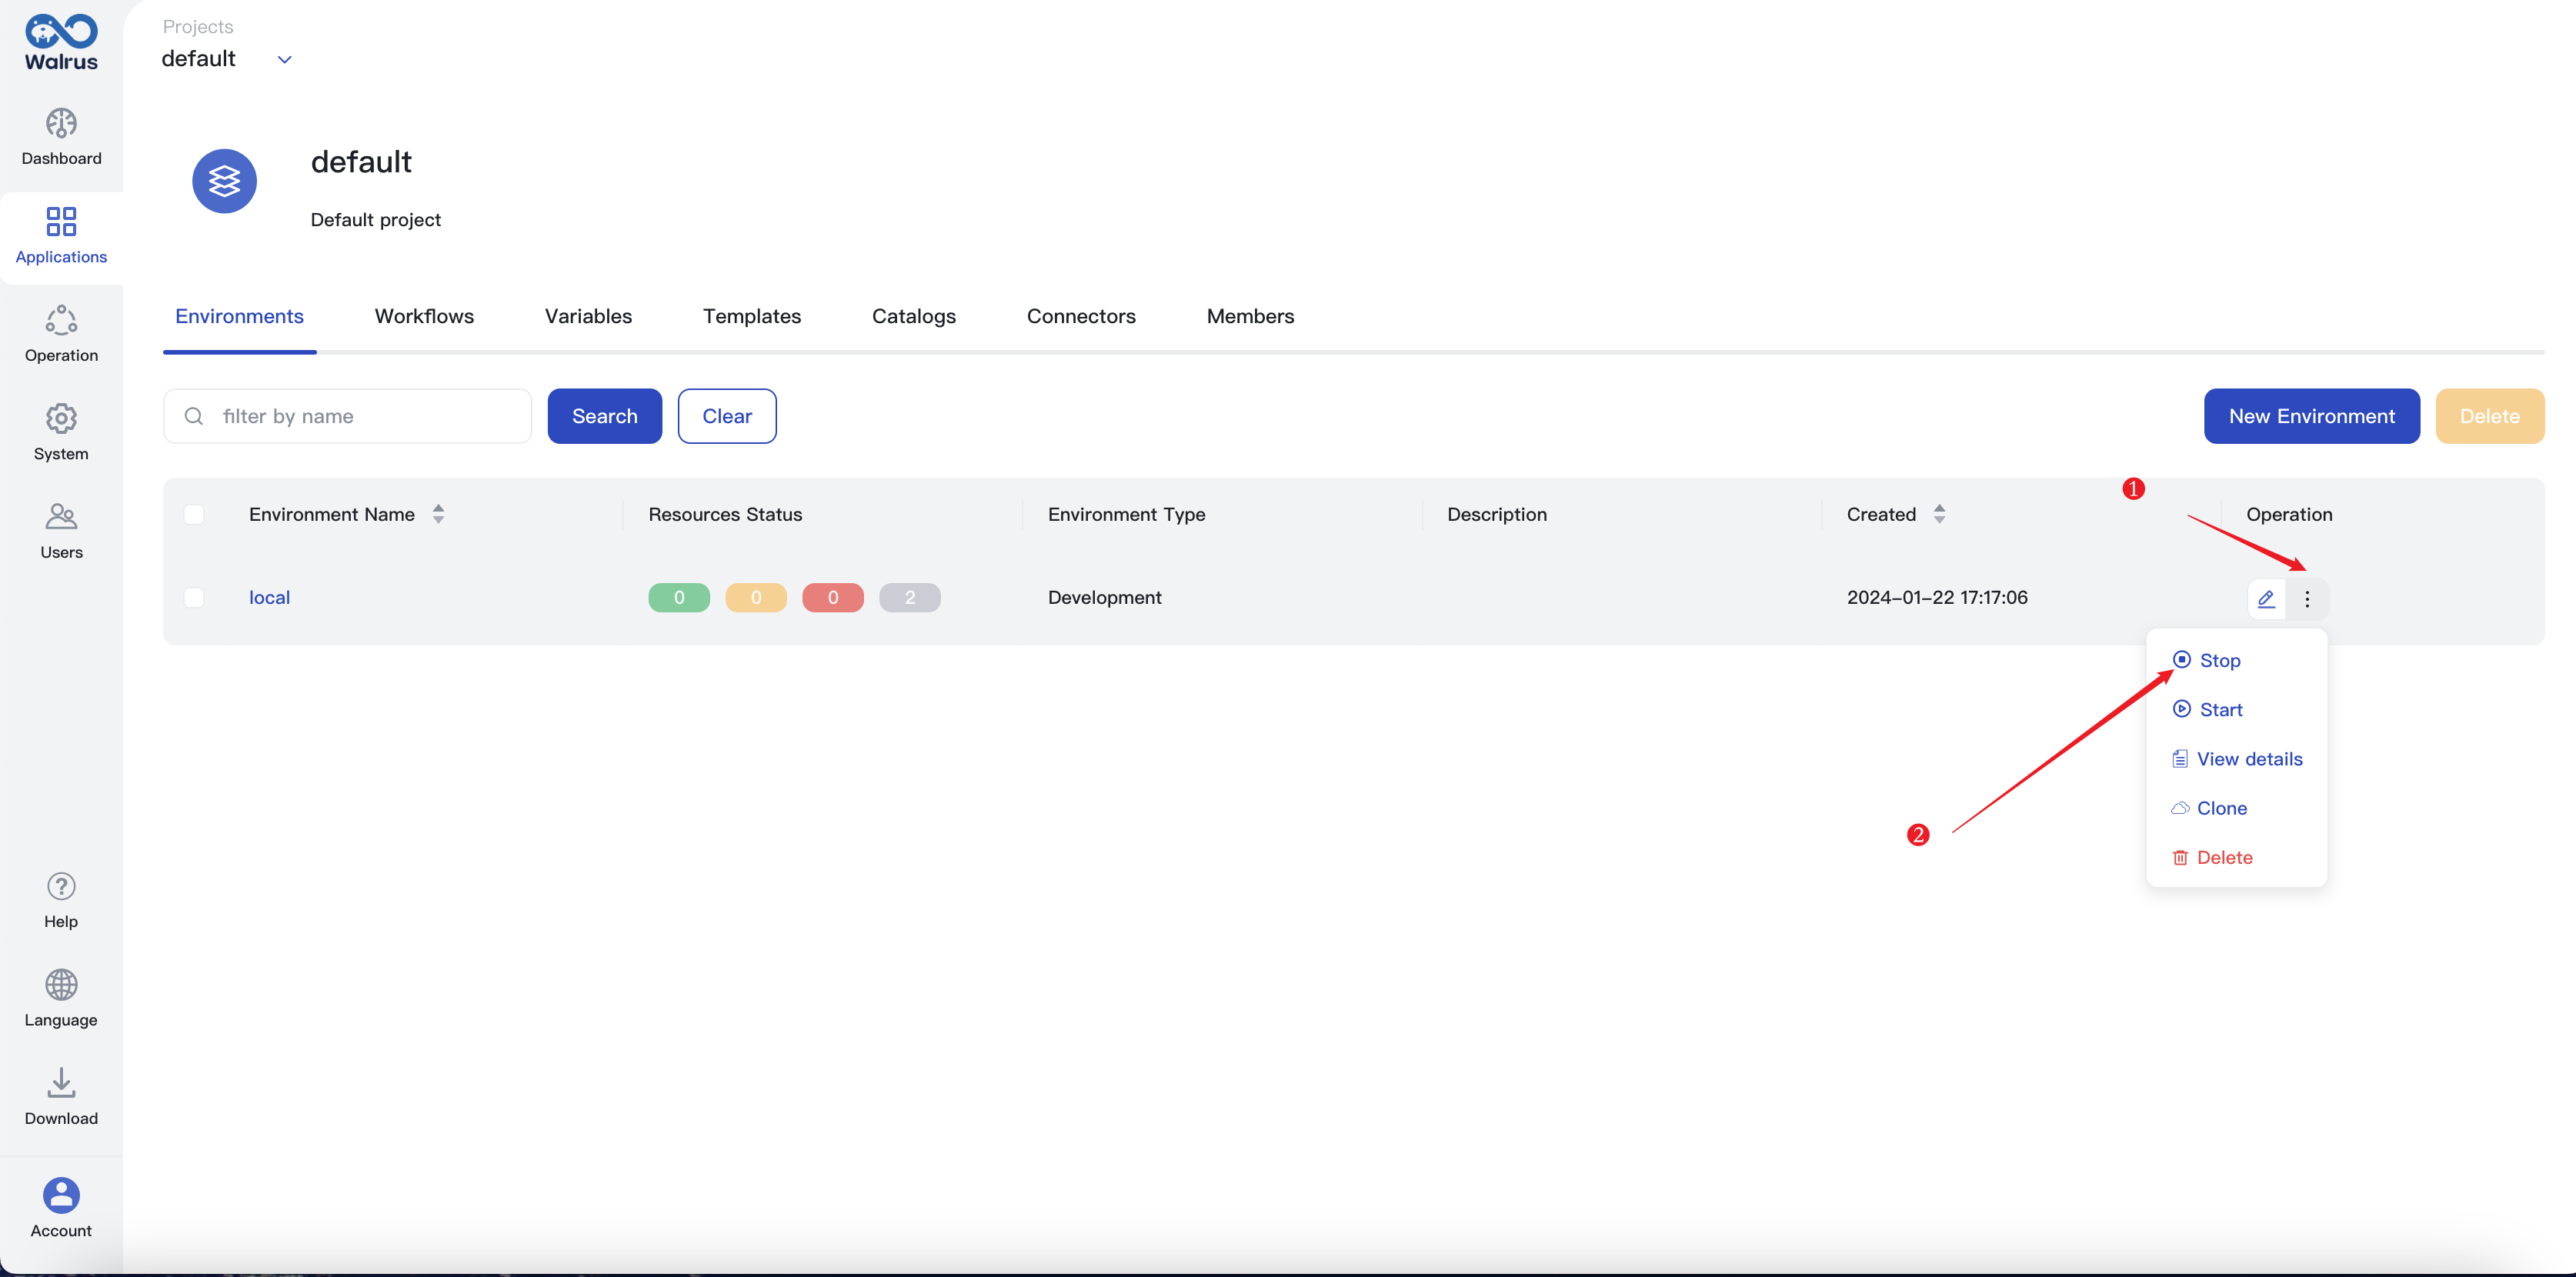 Projects
default
Walrus
Dashboard
Applications
Operation
System
Users
Help
Language
Download
Account
default
Default project
Environments Workflows Variables Templates Catalogs Connectors Members
filter by name Search Clear New Environment Delete
1
Environment Name Resources Status Environment Type Description Created Operation
local 0 0 0 2 Development 2024-01-22 17:17:06
Stop
Start
View details
Clone
2
Delete